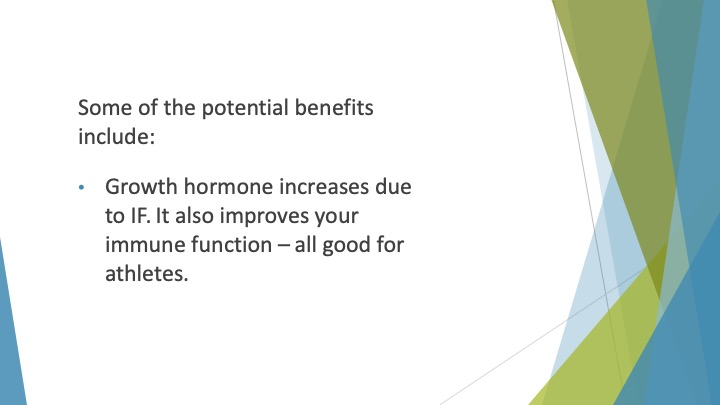 Some of the potential benefits
include:
• Growth hormone increases due
to IF. It also improves your
immune function – all good for
athletes.